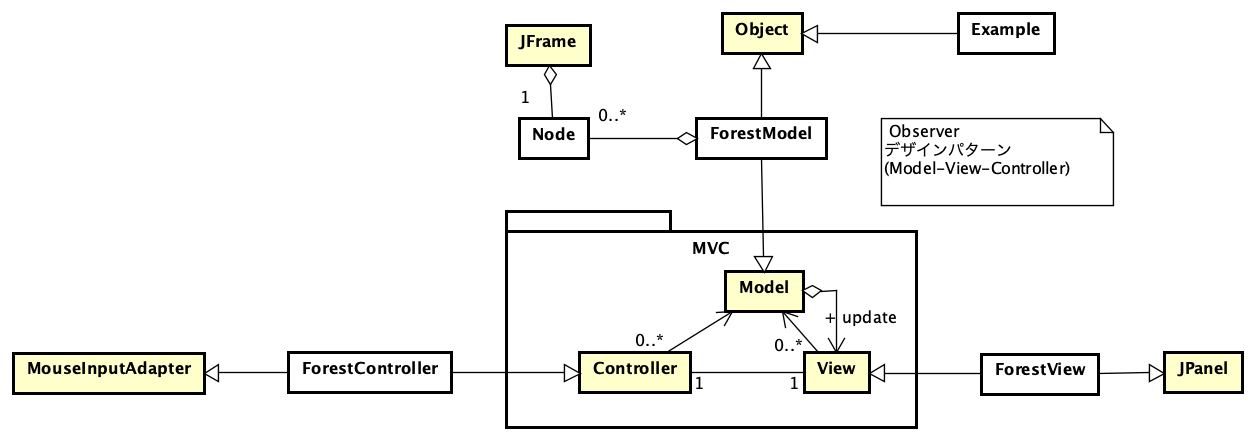 JFrame
Object
Example
1
0..*
Node
ForestModel
Observer
デザインパターン
(Model-View-Controller)
MVC
Model
+ update
0..*
0..*
MouseInputAdapter
ForestController
Controller
1
1
View
ForestView
JPanel